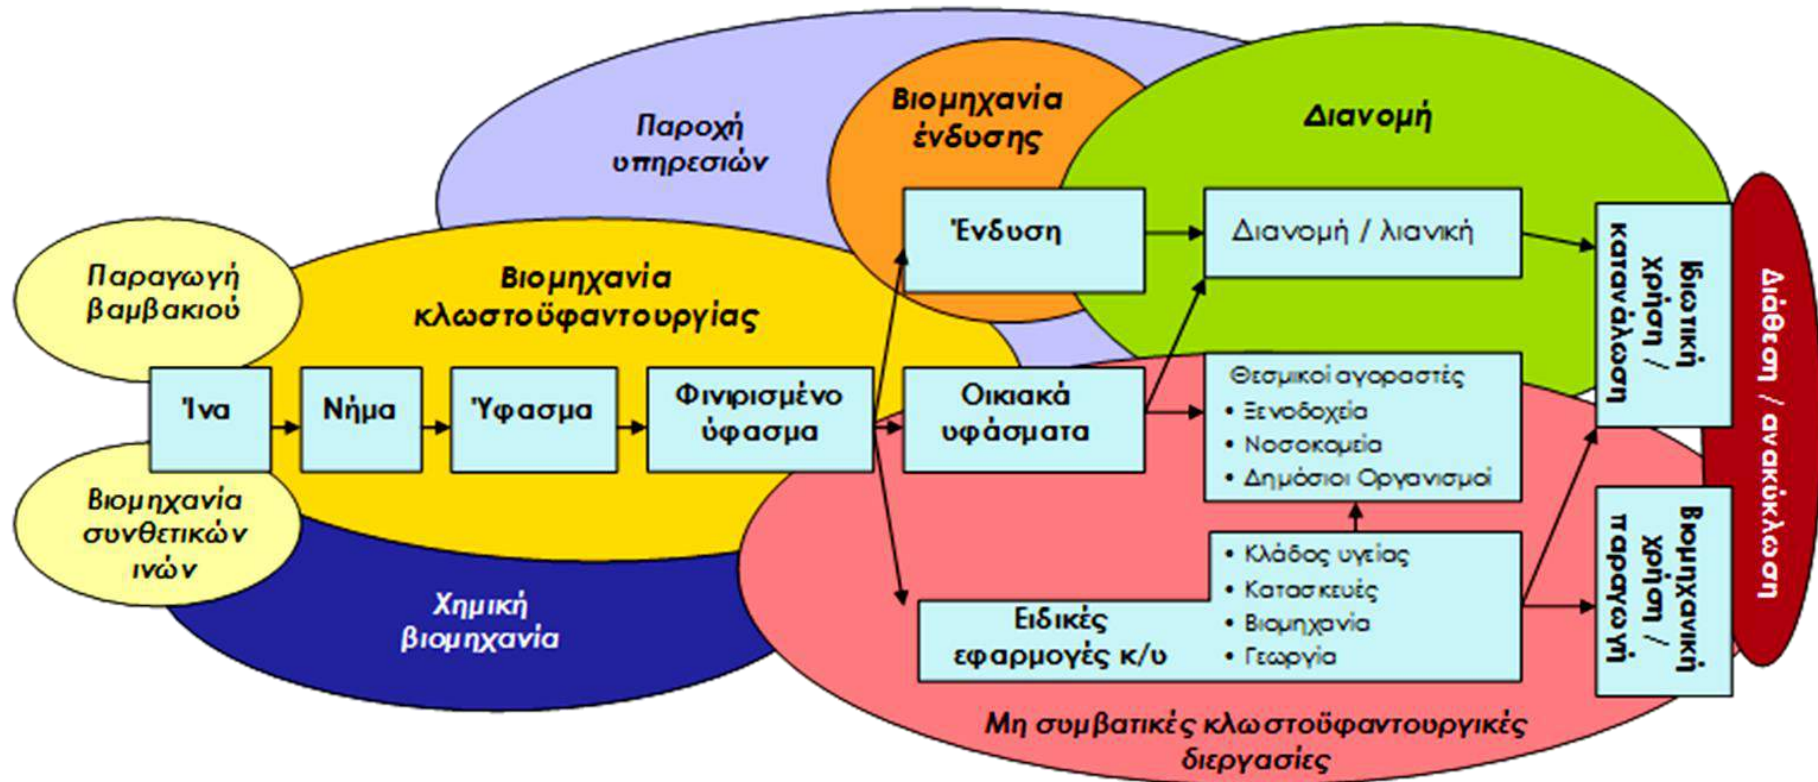 Παροχή
υπηρεσιών
Βιομηχανία
ένδυσης
Διανομή
Παραγωγή
βαμβακιού
Βιομηχανία
κλωστοϋφαντουργίας
Ένδυση
Διανομή / λιανική
Ιδιωτική
χρήση /
κατανάλωση
Διάθεση / ανακύκλωση
Ίνα
Νήμα
Ύφασμα
Φινιρισμένο
ύφασμα
Οικιακά
υφάσματα
Θεσμικοί αγοραστές
• Ξενοδοχεία
• Νοσοκομεία
• Δημόσιοι Οργανισμοί
Βιομηχανία
συνθετικών
ινών
Χημική
βιομηχανία
Ειδικές
εφαρμογές κ/υ
• Κλάδος υγείας
• Κατασκευές
• Βιομηχανία
• Γεωργία
Βιομηχανική
χρήση /
παραγωγή
Μη συμβατικές κλωστοϋφαντουργικές
διεργασίες